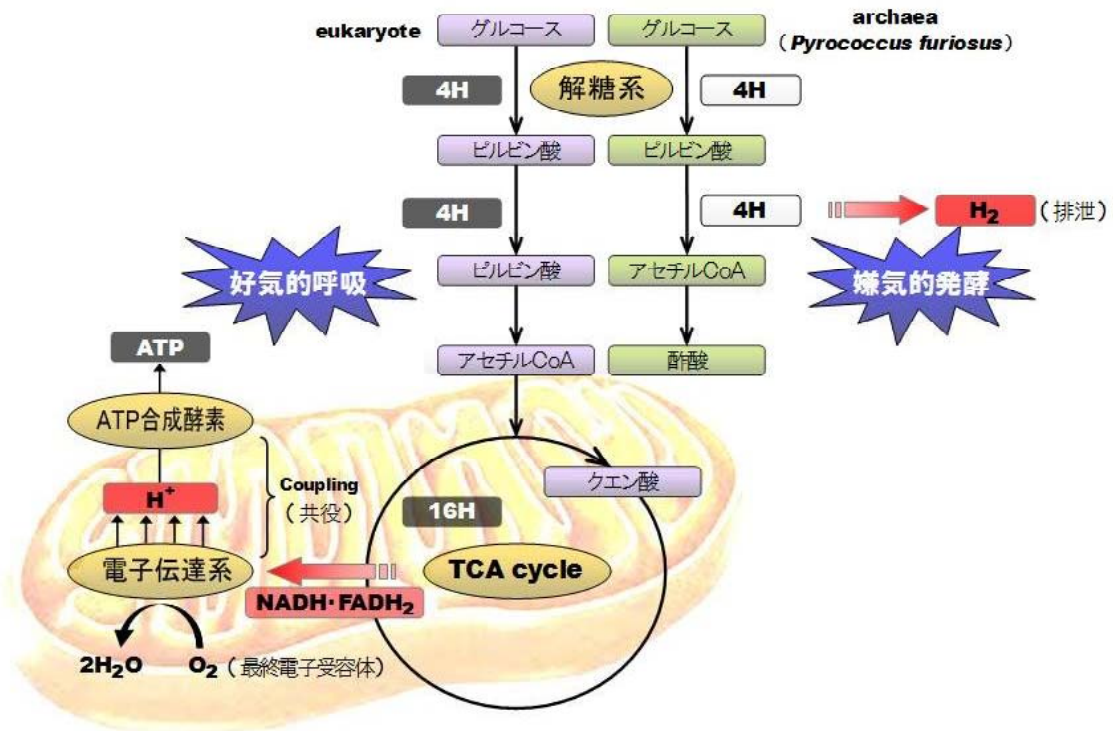 eukaryote
グルコース
グルコース
archaea
(Pyrococcus furiosus)
4H
解糖系
4H
ピルビン酸
ピルビン酸
4H
4H
H₂
(排泄)
好気的呼吸
ピルビン酸
アセチルCoA
嫌気的発酵
ATP
アセチルCoA
酢酸
ATP合成酵素
クエン酸
Coupling
(共役)
H⁺
16H
電子伝達系
TCA cycle
NADH·FADH₂
2H₂O
O₂
(最終電子受容体)